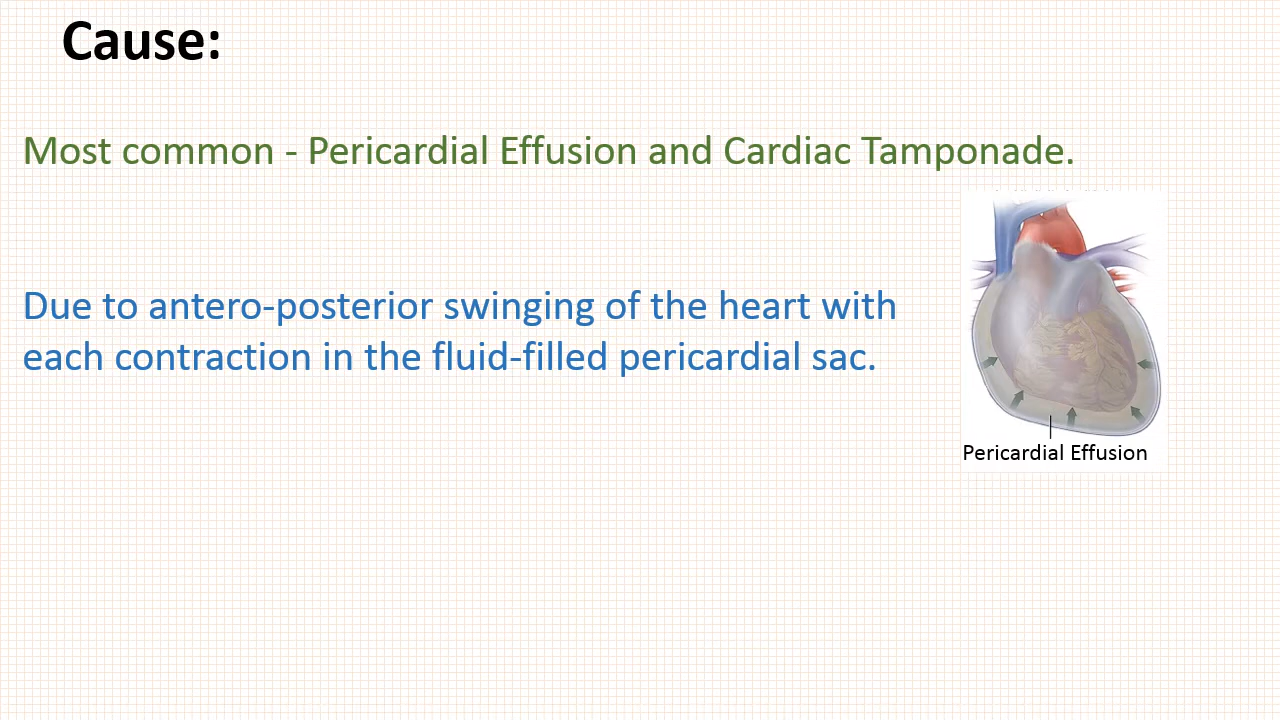 Cause:
Most common - Pericardial Effusion and Cardiac Tamponade.
Due to antero-posterior swinging of the heart with
each contraction in the fluid-filled pericardial sac.
Pericardial Effusion